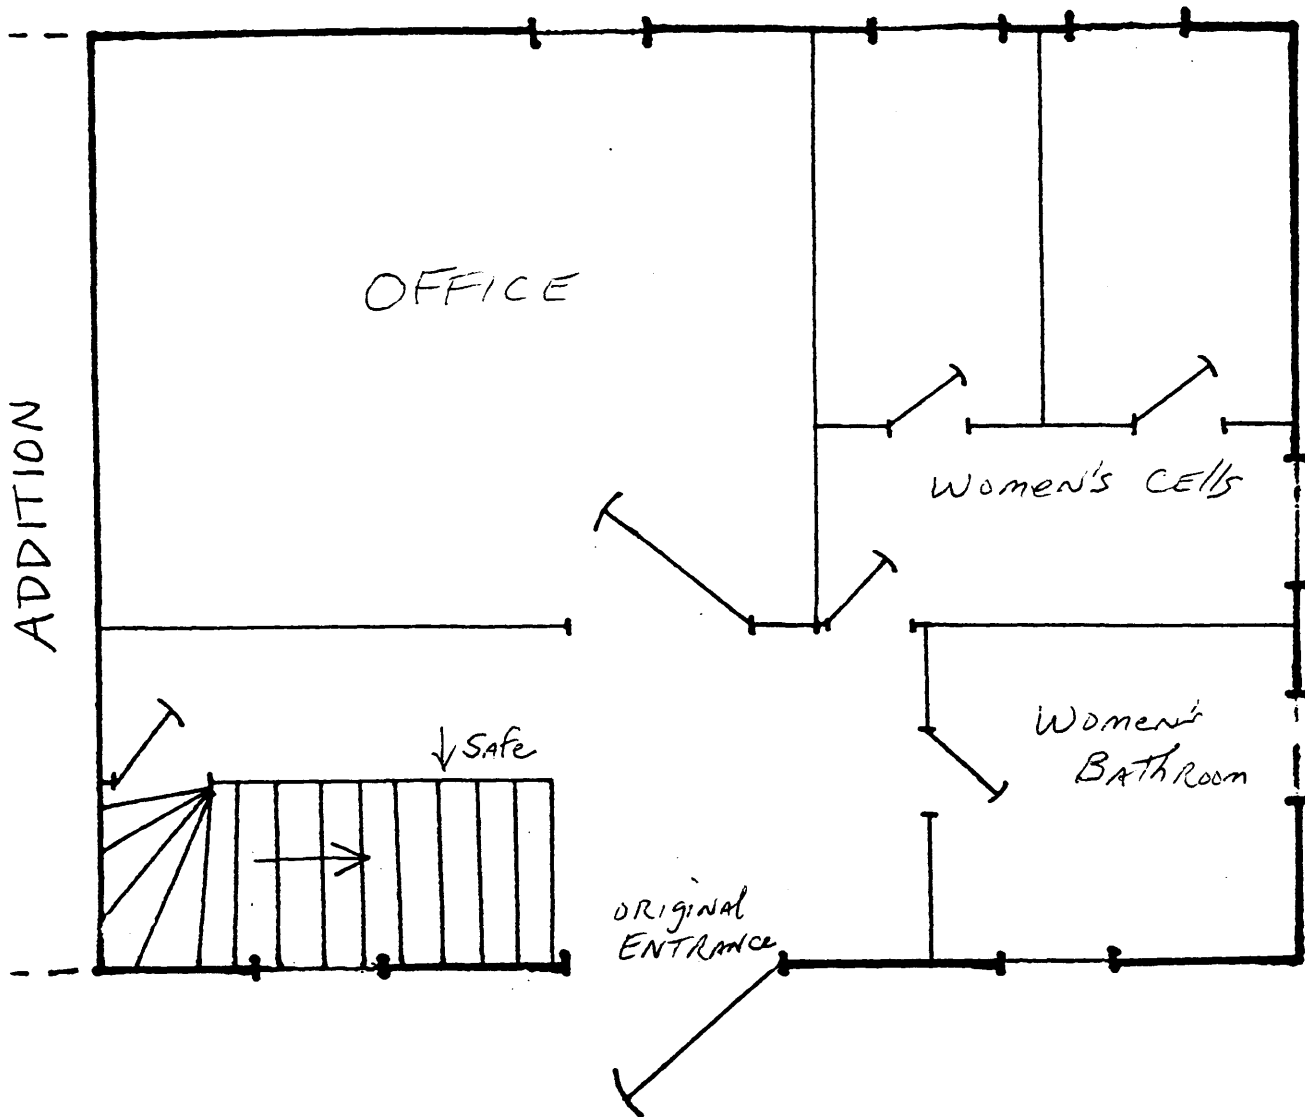 OFFICE
ADDITION
Women's Cells
↓ Safe
Women's
Bathroom
Original
Entrance